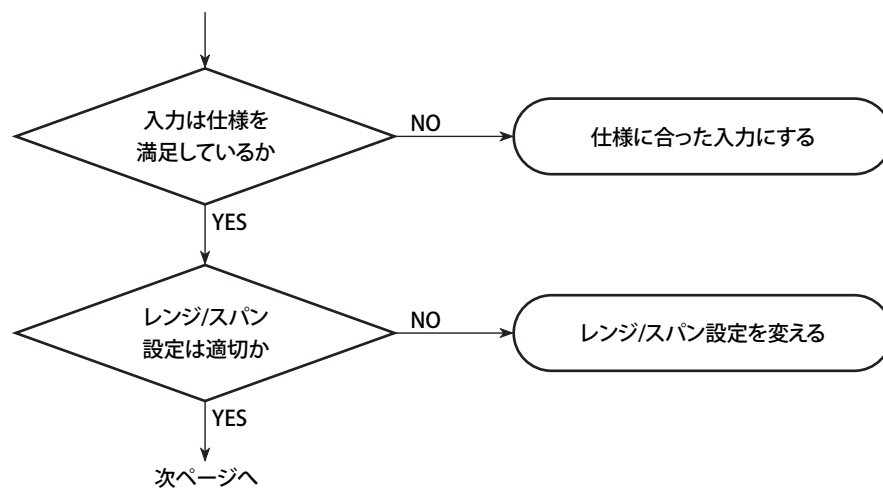 入力は仕様を
満足しているか
NO
仕様に合った入力にする
YES
レンジ/スパン
設定は適切か
NO
レンジ/スパン設定を変える
YES
次ページへ